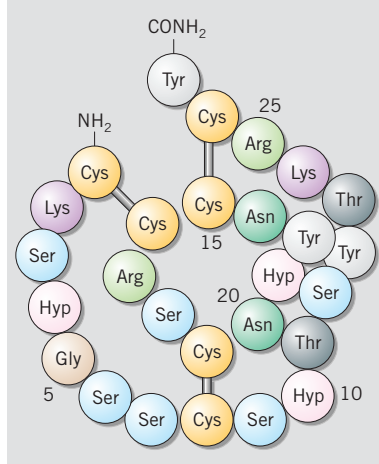 CONH₂
Tyr
25
Cys
Arg
NH₂
Cys
Lys
Thr
Lys
Cys
Cys
Asn
15
Tyr
Tyr
Ser
Arg
Hyp
Ser
20
Hyp
Ser
Asn
Thr
Cys
Gly
5
Ser
Ser
Cys
Ser
Hyp
10